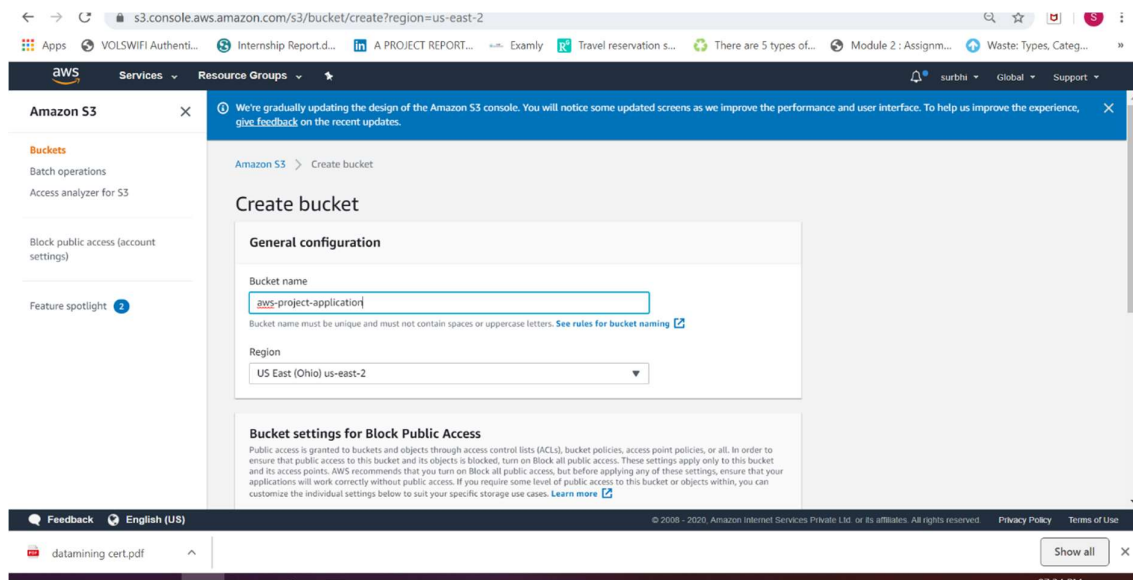 s3.console.aws.amazon.com/s3/bucket/create?region=us-east-2
Apps VOLSWIFI Authenti... Internship Report.d... A PROJECT REPORT... Examly Travel reservation s... There are 5 types of... Module 2 : Assignm... Waste: Types, Categ... »
aws Services Resource Groups surbhi Global Support
Amazon S3
We're gradually updating the design of the Amazon S3 console. You will notice some updated screens as we improve the performance and user interface. To help us improve the experience,
give feedback on the recent updates.
Buckets
Batch operations
Access analyzer for S3
Block public access (account
settings)
Feature spotlight 2
Amazon S3 > Create bucket
Create bucket
General configuration
Bucket name
aws-project-application
Bucket name must be unique and must not contain spaces or uppercase letters. See rules for bucket naming
Region
US East (Ohio) us-east-2
Bucket settings for Block Public Access
Public access is granted to buckets and objects through access control lists (ACLs), bucket policies, access point policies, or all. In order to
ensure that public access to this bucket and its objects is blocked, turn on Block all public access. These settings apply only to this bucket
and its access points. AWS recommends that you turn on Block all public access, but before applying any of these settings, ensure that your
applications will work correctly without public access. If you require some level of public access to this bucket or objects within, you can
customize the individual settings below to suit your specific storage use cases. Learn more
Feedback English (US) © 2008 - 2020, Amazon Internet Services Private Ltd. or its affiliates. All rights reserved. Privacy Policy Terms of Use
datamining cert.pdf Show all